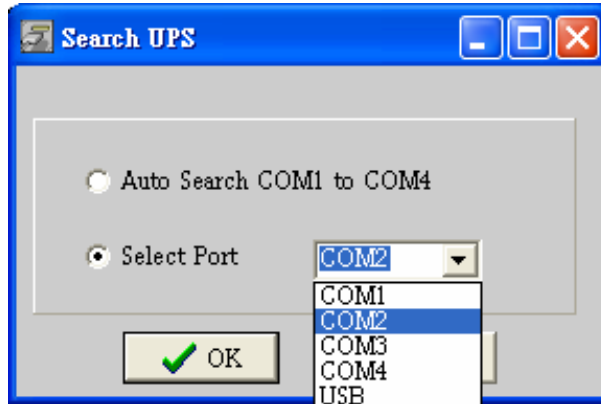 Search UPS
Auto Search COM1 to COM4
Select Port
COM2
COM1
COM2
COM3
COM4
USB
OK